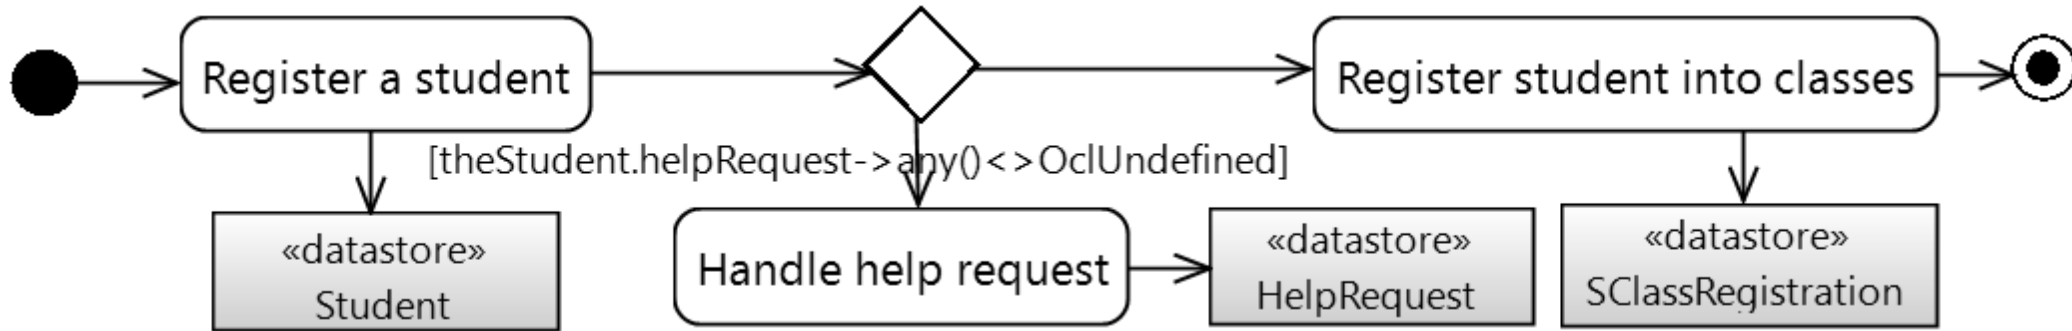 Register a student
Register student into classes
[theStudent.helpRequest->any()<>OclUndefined]
«datastore»
Student
Handle help request
«datastore»
HelpRequest
«datastore»
SClassRegistration